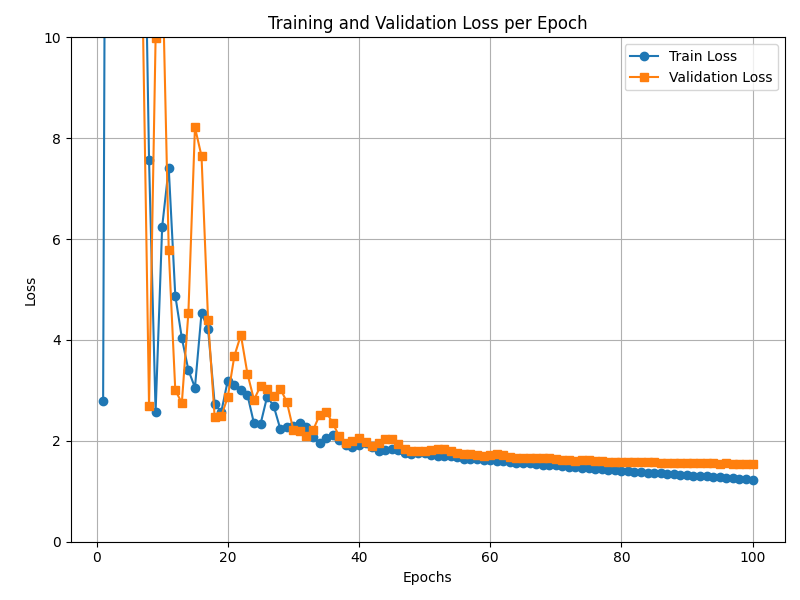 Training and Validation Loss per Epoch
Train Loss
Validation Loss
10
8
6
4
2
0
Loss
0 20 40 60 80 100
Epochs